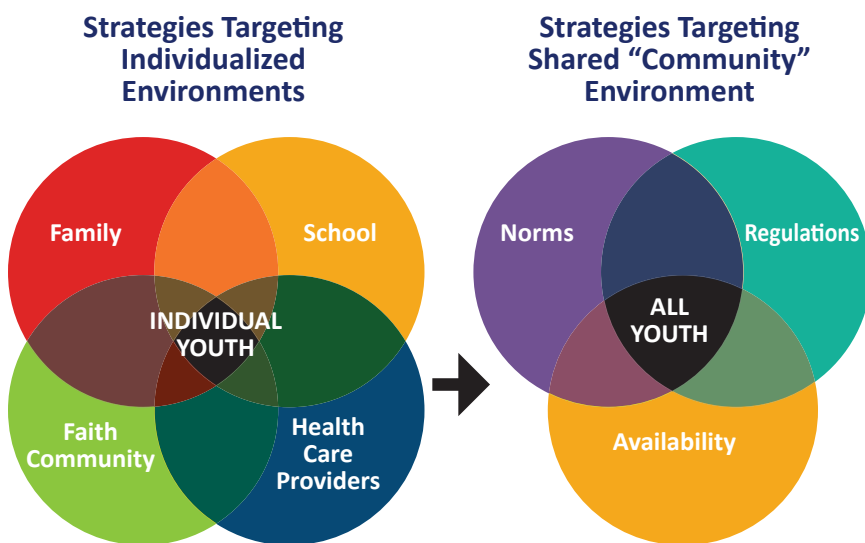 Strategies Targeting
Individualized
Environments
Family
School
INDIVIDUAL
YOUTH
Faith
Community
Health
Care
Providers
Strategies Targeting
Shared “Community”
Environment
Norms
Regulations
ALL
YOUTH
Availability